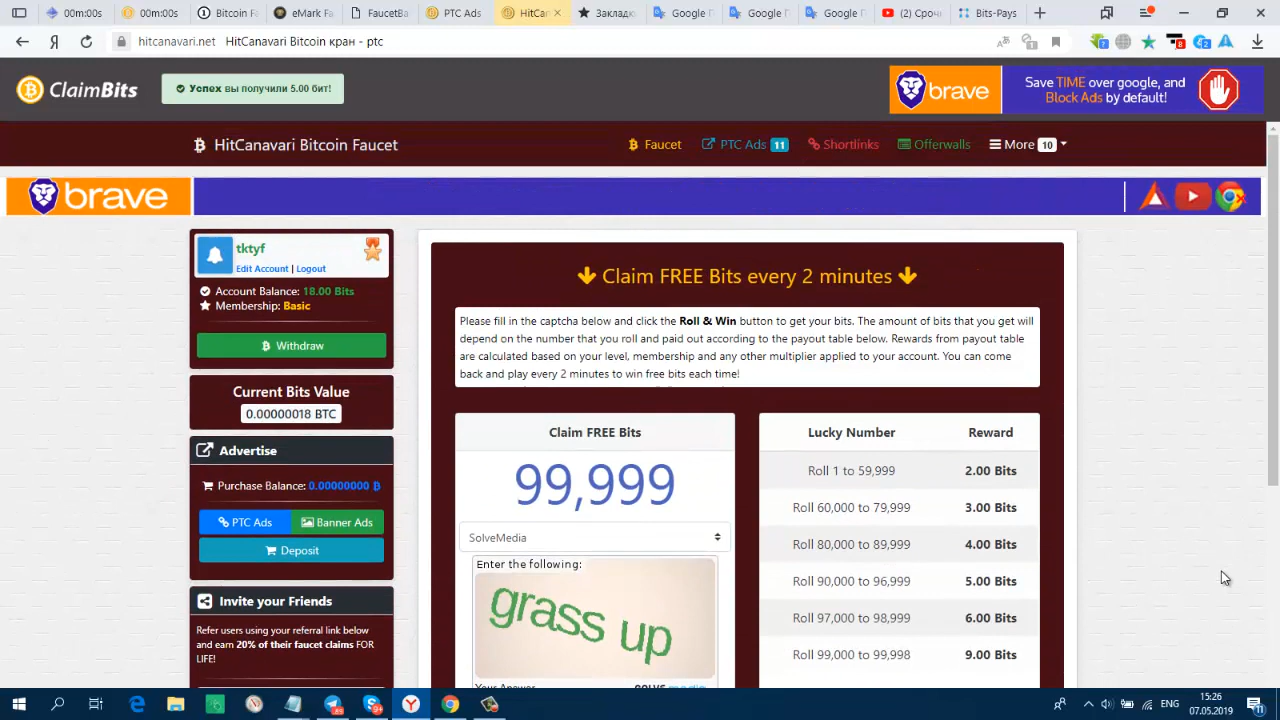 00m:00s
00m:00s
Bitcoin Fa
eMark Fa
FaucetBa
PTC Ads
HitCan
Закладк
Google П
Google П
Google П
(2) Сроч
Bits-Pays
Я
hitcanavari.net HitCanavari Bitcoin кран - ptc
ClaimBits
Успех вы получили 5.00 бит!
brave
Save TIME over google, and
Block Ads by default!
HitCanavari Bitcoin Faucet
Faucet
PTC Ads 11
Shortlinks
Offerwalls
More 10
brave
tktyf
Edit Account | Logout
Account Balance: 18.00 Bits
Membership: Basic
Withdraw
Current Bits Value
0.00000018 BTC
Advertise
Purchase Balance: 0.00000000 ₿
PTC Ads
Banner Ads
Deposit
Invite your Friends
Refer users using your referral link below
and earn 20% of their faucet claims FOR
LIFE!
Claim FREE Bits every 2 minutes
Please fill in the captcha below and click the Roll & Win button to get your bits. The amount of bits that you get will
depend on the number that you roll and paid out according to the payout table below. Rewards from payout table
are calculated based on your level, membership and any other multiplier applied to your account. You can come
back and play every 2 minutes to win free bits each time!
Claim FREE Bits
99,999
SolveMedia
Enter the following:
grass up
Your Answer
Lucky Number Reward
Roll 1 to 59,999 2.00 Bits
Roll 60,000 to 79,999 3.00 Bits
Roll 80,000 to 89,999 4.00 Bits
Roll 90,000 to 96,999 5.00 Bits
Roll 97,000 to 98,999 6.00 Bits
Roll 99,000 to 99,998 9.00 Bits
ENG
15:26
07.05.2019